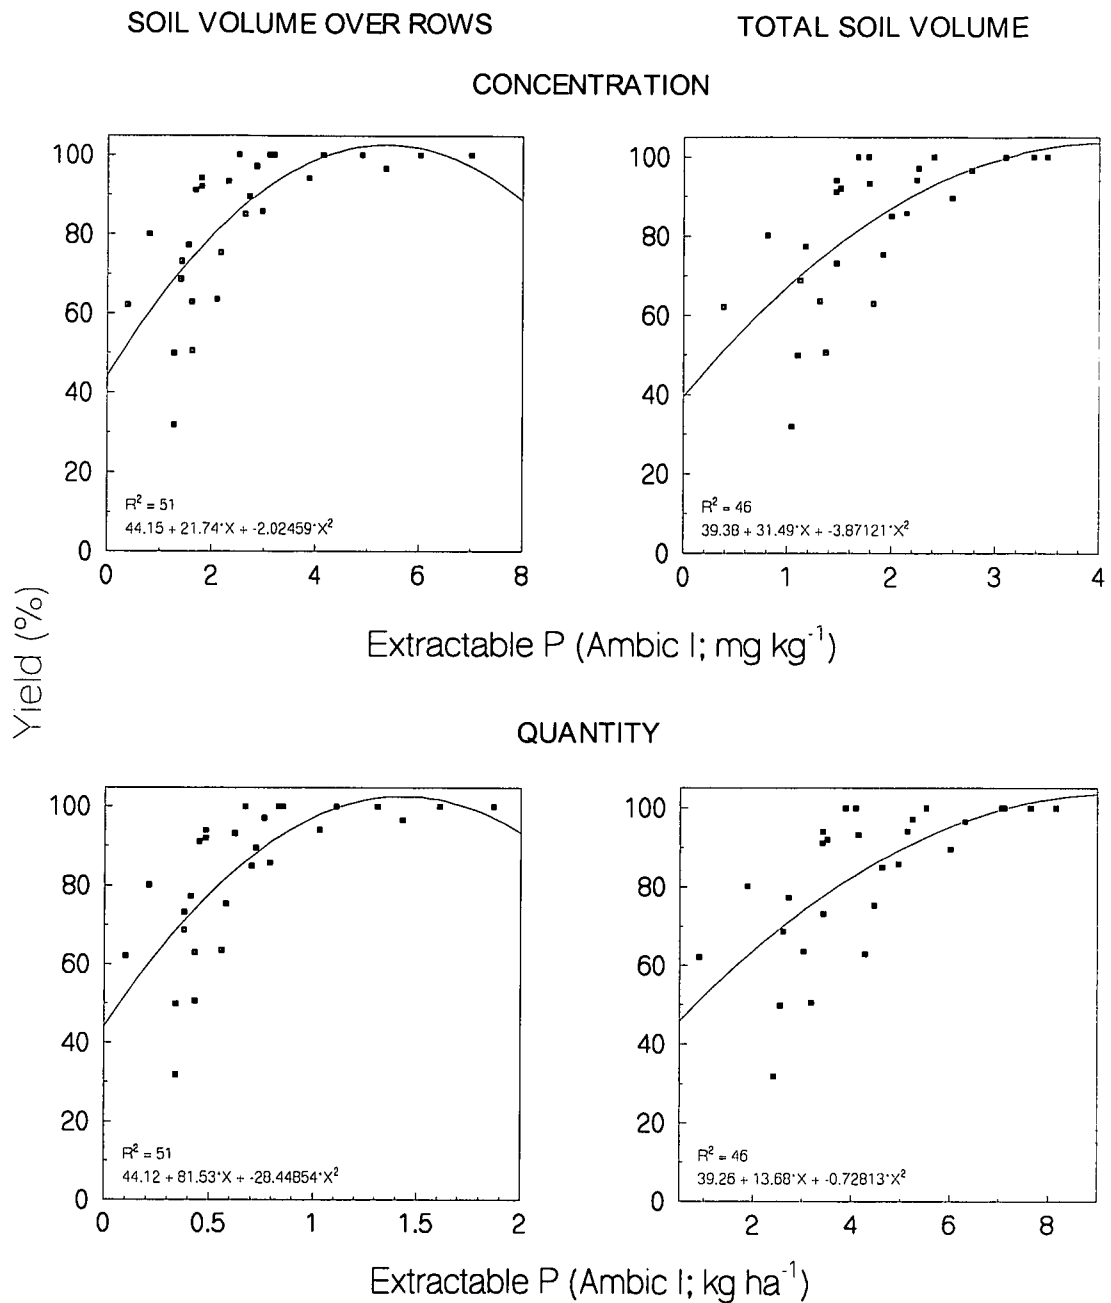 SOIL VOLUME OVER ROWS
TOTAL SOIL VOLUME
CONCENTRATION
Yield (%)
100
80
60
40
20
0
R² = 51
44.15 + 21.74*X + -2.02459*X²
0 2 4 6 8
100
80
60
40
20
0
R² = 46
39.38 + 31.49*X + -3.87121*X²
0 1 2 3 4
Extractable P (Ambic I; mg kg⁻¹)
QUANTITY
100
80
60
40
20
0
R² = 51
44.12 + 81.53*X + -28.44854*X²
0 0.5 1 1.5 2
100
80
60
40
20
0
R² = 46
39.26 + 13.68*X + -0.72813*X²
2 4 6 8
Extractable P (Ambic I; kg ha⁻¹)